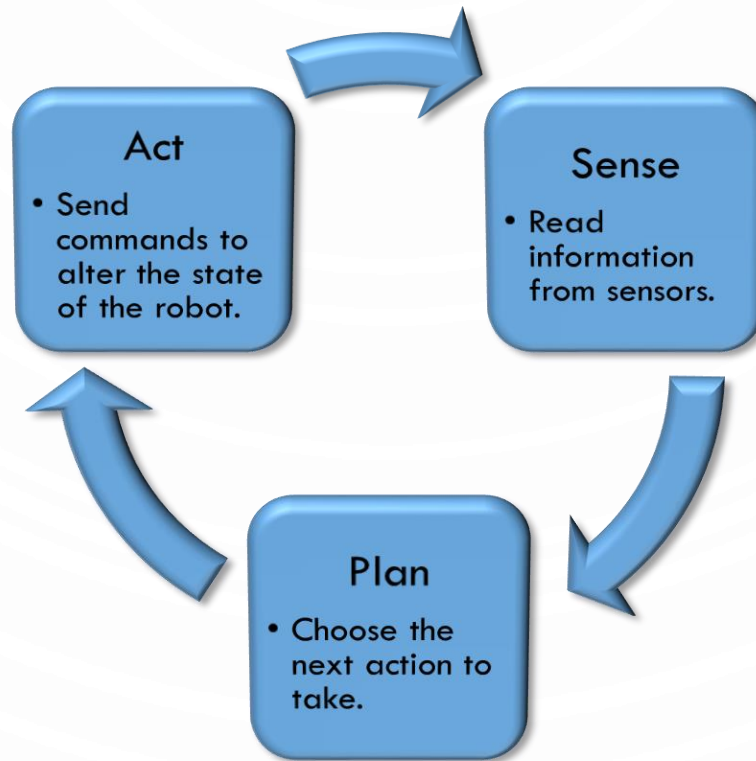 Act
• Send
commands to
alter the state
of the robot.
Sense
• Read
information
from sensors.
Plan
• Choose the
next action to
take.